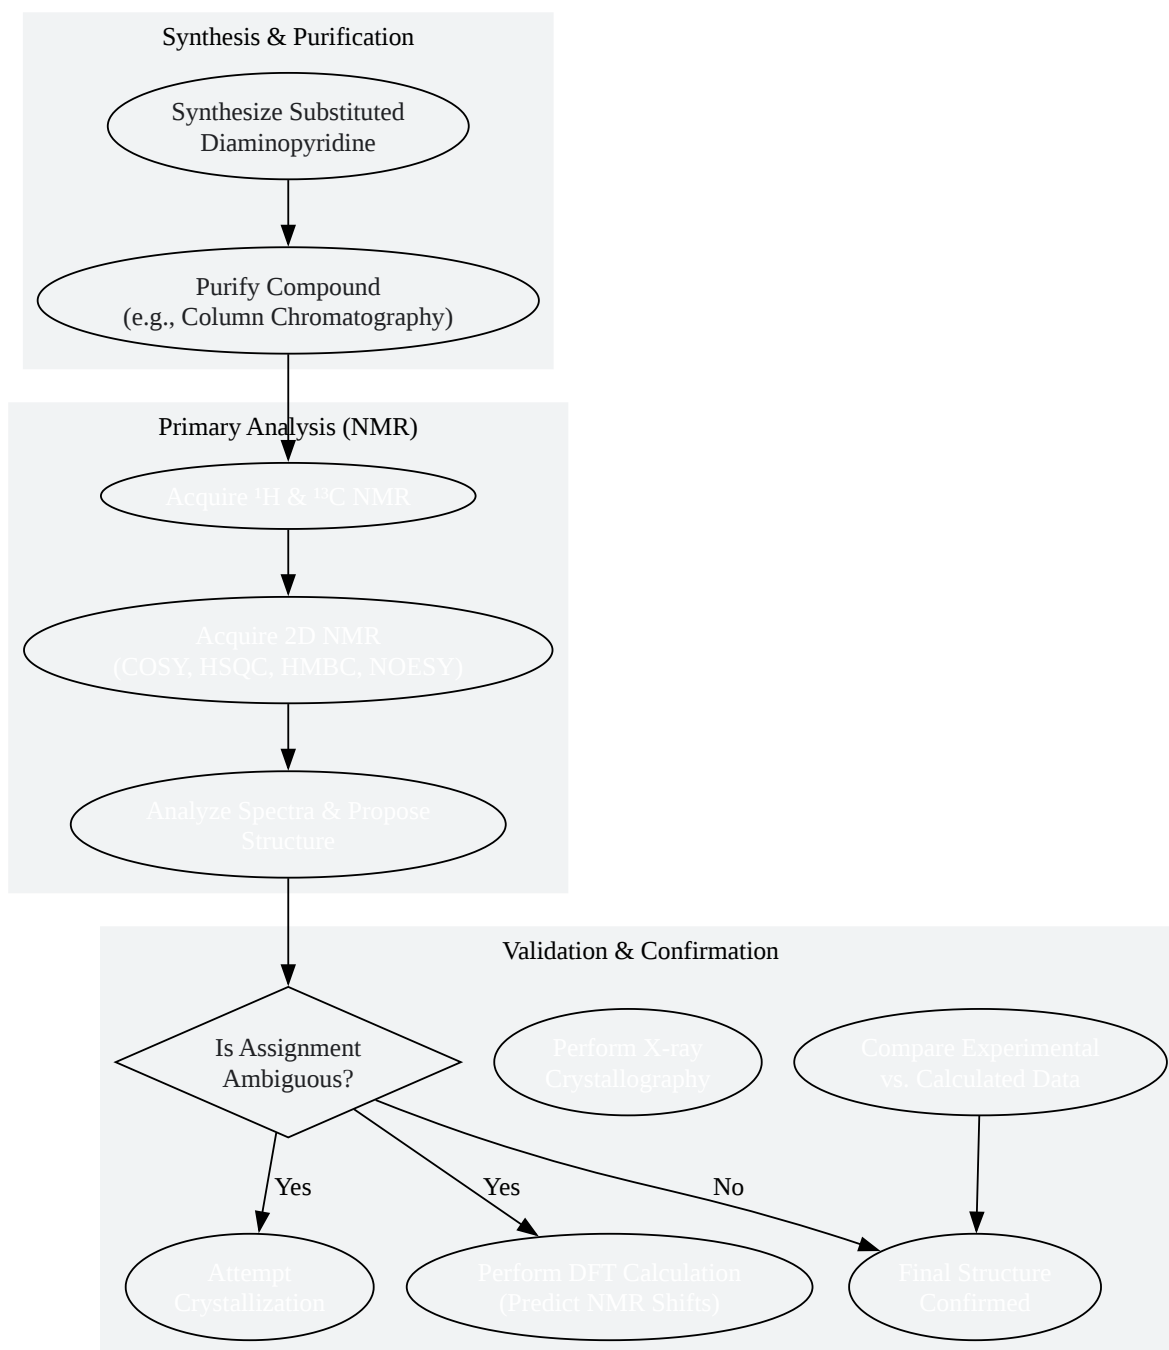 Synthesis & Purification
Synthesize Substituted
Diaminopyridine
Purify Compound
(e.g., Column Chromatography)
Primary Analysis (NMR)
Acquire ¹H & ¹³C NMR
Acquire 2D NMR
(COSY, HSQC, HMBC, NOESY)
Analyze Spectra & Propose
Structure
Validation & Confirmation
Is Assignment
Ambiguous?
Perform X-ray
Crystallography
Compare Experimental
vs. Calculated Data
Yes
Yes
No
Attempt
Crystallization
Perform DFT Calculation
(Predict NMR Shifts)
Final Structure
Confirmed